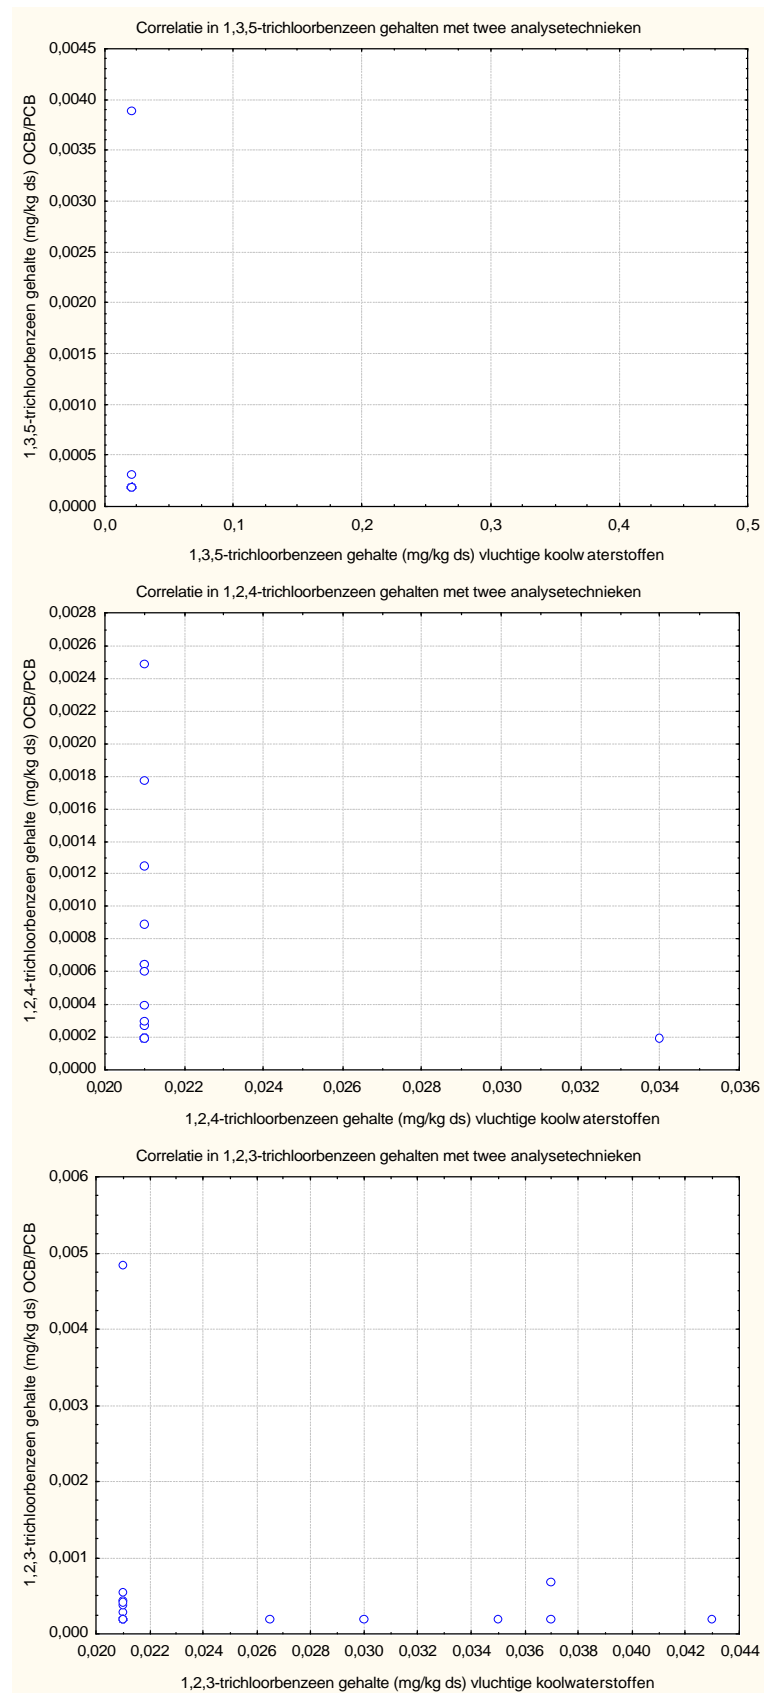 Correlatie in 1,3,5-trichloorbenzeen gehalten met twee analysetechnieken
1,3,5-trichloorbenzeen gehalte (mg/kg ds) OCB/PCB
0,0045
0,0040
0,0035
0,0030
0,0025
0,0020
0,0015
0,0010
0,0005
0,0000
0,0 0,1 0,2 0,3 0,4 0,5
1,3,5-trichloorbenzeen gehalte (mg/kg ds) vluchtige koolw aterstoffen
Correlatie in 1,2,4-trichloorbenzeen gehalten met twee analysetechnieken
1,2,4-trichloorbenzeen gehalte (mg/kg ds) OCB/PCB
0,0028
0,0026
0,0024
0,0022
0,0020
0,0018
0,0016
0,0014
0,0012
0,0010
0,0008
0,0006
0,0004
0,0002
0,0000
0,020 0,022 0,024 0,026 0,028 0,030 0,032 0,034 0,036
1,2,4-trichloorbenzeen gehalte (mg/kg ds) vluchtige koolw aterstoffen
Correlatie in 1,2,3-trichloorbenzeen gehalten met twee analysetechnieken
1,2,3-trichloorbenzeen gehalte (mg/kg ds) OCB/PCB
0,006
0,005
0,004
0,003
0,002
0,001
0,000
0,020 0,022 0,024 0,026 0,028 0,030 0,032 0,034 0,036 0,038 0,040 0,042 0,044
1,2,3-trichloorbenzeen gehalte (mg/kg ds) vluchtige koolwaterstoffen